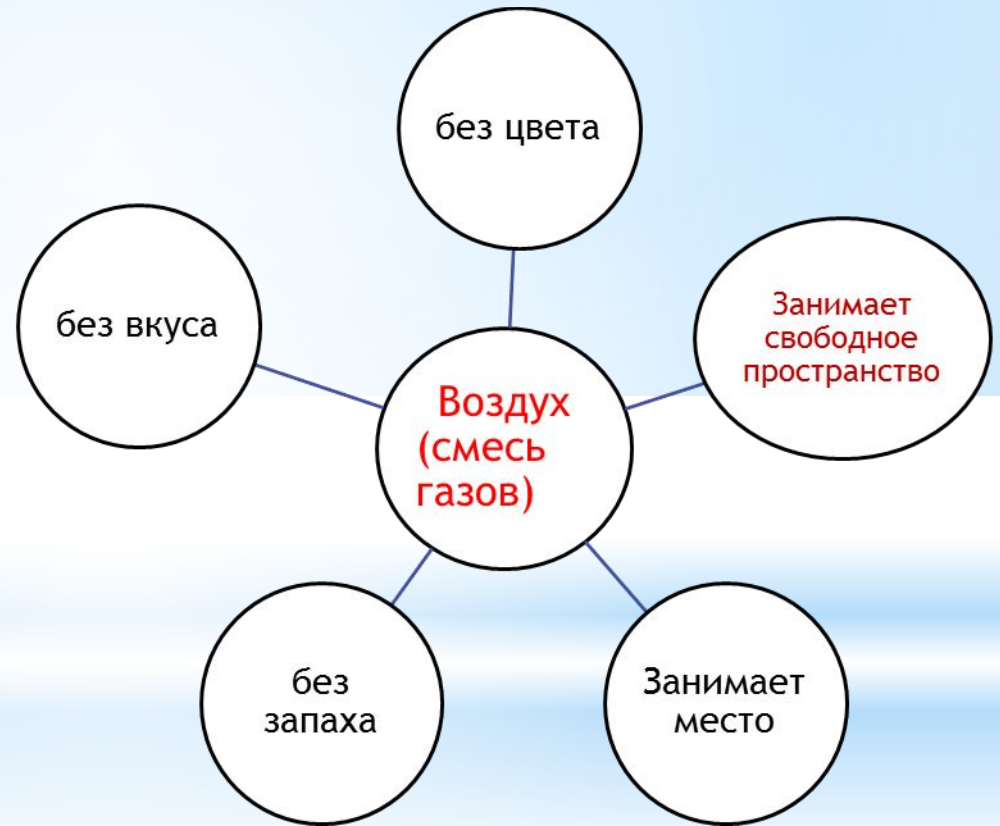 без цвета
без вкуса
Занимает
свободное
пространство
Воздух
(смесь
газов)
без
запаха
Занимает
место